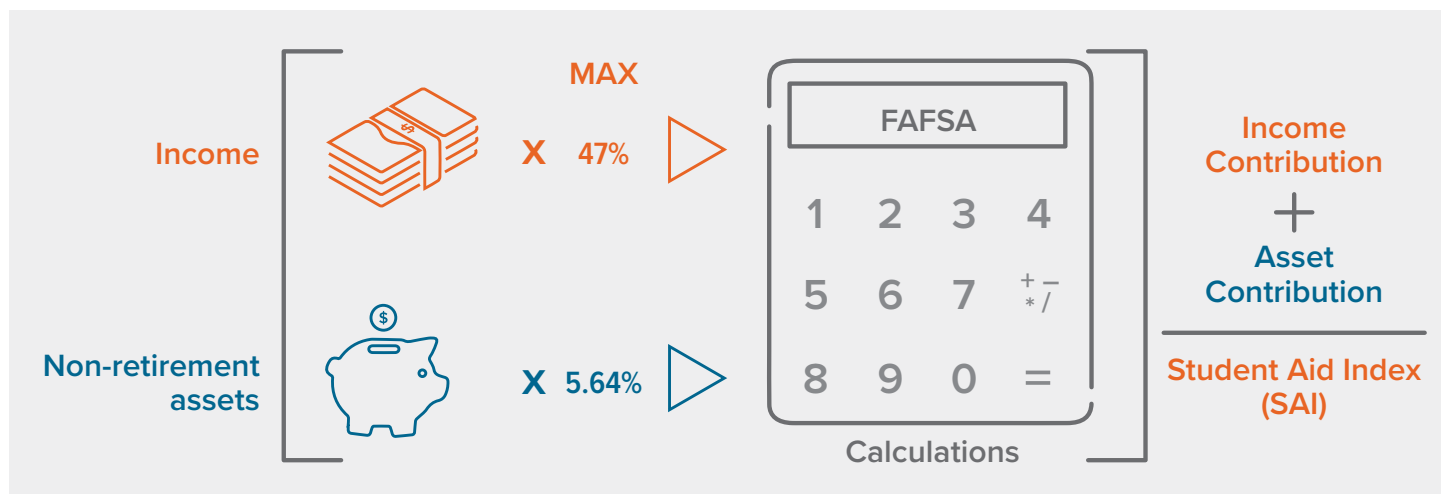 MAX
Income
$
X 47%
FAFSA
1 2 3 4
5 6 7 + − * /
8 9 0 =
Calculations
$
Non-retirement
assets
X 5.64%
Income
Contribution
+
Asset
Contribution
Student Aid Index
(SAI)